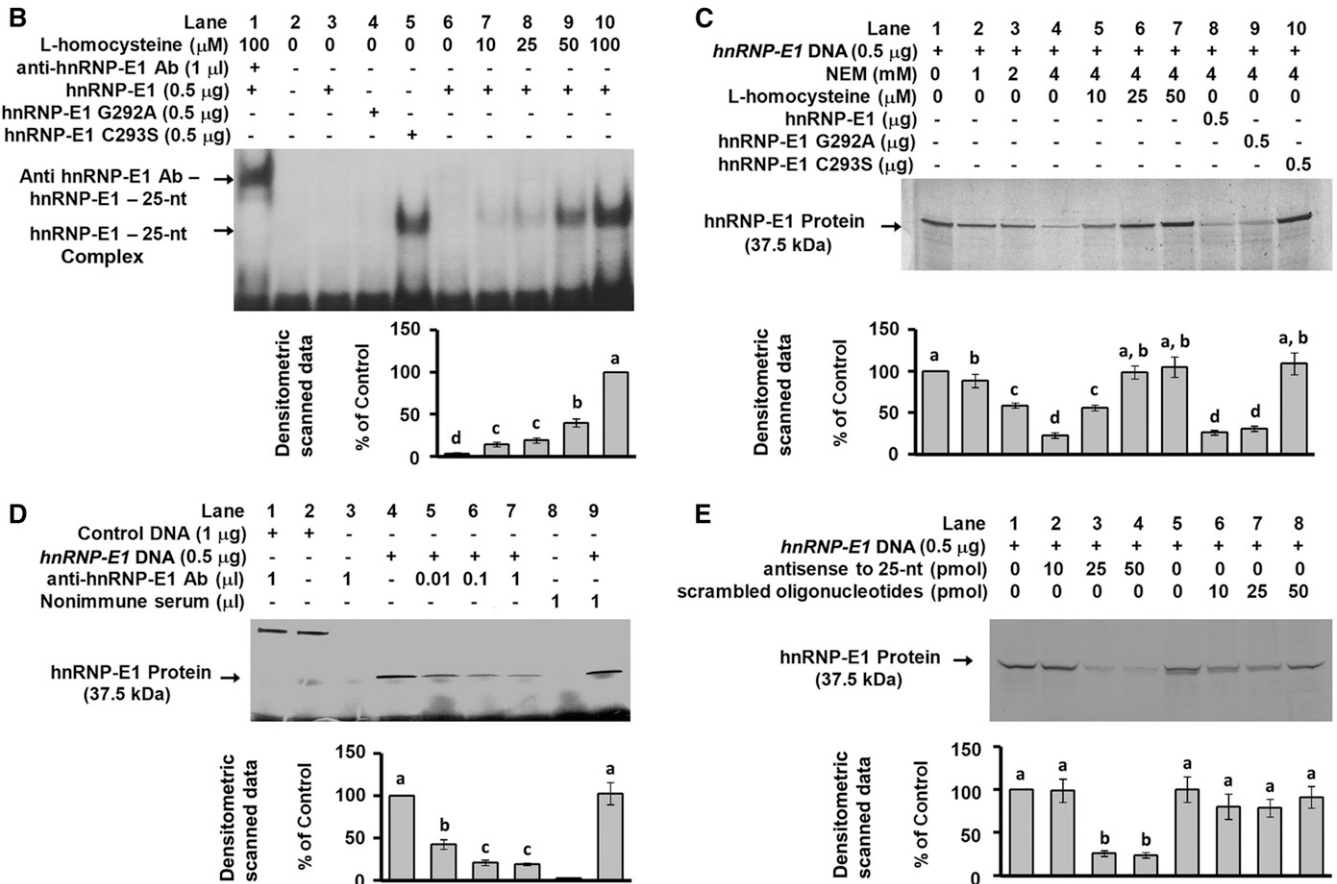 B
Lane 1 2 3 4 5 6 7 8 9 10
L-homocysteine (μM) 100 0 0 0 0 0 10 25 50 100
anti-hnRNP-E1 Ab (1 μl) + - - - - - - - - -
hnRNP-E1 (0.5 μg) + - + - - + + + + +
hnRNP-E1 G292A (0.5 μg) - - - + - - - - - -
hnRNP-E1 C293S (0.5 μg) - - - - + - - - - -
Anti hnRNP-E1 Ab –
hnRNP-E1 – 25-nt
hnRNP-E1 – 25-nt
Complex
Densitometric
scanned data
% of Control
150
100
50
0
d c c b a
C
Lane 1 2 3 4 5 6 7 8 9 10
hnRNP-E1 DNA (0.5 μg) + + + + + + + + + +
NEM (mM) 0 1 2 4 4 4 4 4 4 4
L-homocysteine (μM) 0 0 0 0 10 25 50 0 0 0
hnRNP-E1 (μg) - - - - - - - 0.5 - -
hnRNP-E1 G292A (μg) - - - - - - - - 0.5 -
hnRNP-E1 C293S (μg) - - - - - - - - - 0.5
hnRNP-E1 Protein
(37.5 kDa)
Densitometric
scanned data
% of Control
150
100
50
0
a b c d c a, b a, b d d a, b
D
Lane 1 2 3 4 5 6 7 8 9
Control DNA (1 μg) + + - - - - - - -
hnRNP-E1 DNA (0.5 μg) - - - + + + + - +
anti-hnRNP-E1 Ab (μl) 1 - 1 - 0.01 0.1 1 - -
Nonimmune serum (μl) - - - - - - - 1 1
hnRNP-E1 Protein
(37.5 kDa)
Densitometric
scanned data
% of Control
150
100
50
0
a b c c a
E
Lane 1 2 3 4 5 6 7 8
hnRNP-E1 DNA (0.5 μg) + + + + + + + +
antisense to 25-nt (pmol) 0 10 25 50 0 0 0 0
scrambled oligonucleotides (pmol) 0 0 0 0 0 10 25 50
hnRNP-E1 Protein
(37.5 kDa)
Densitometric
scanned data
% of Control
150
100
50
0
a a b b a a a a